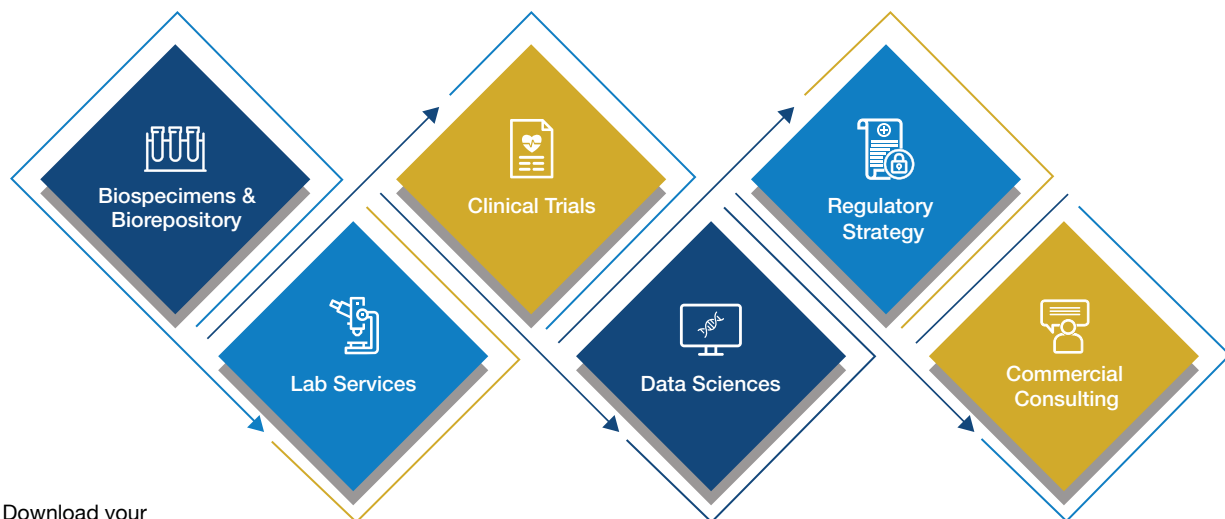 Biospecimens &
Biorepository
Lab Services
Clinical Trials
Data Sciences
Regulatory
Strategy
Commercial
Consulting
Download your